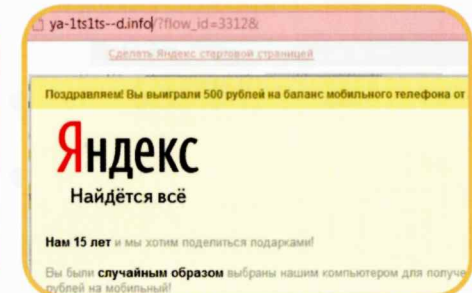 ya-1ts1ts--d.info/?flow_id=3312&
Сделать Яндекс стартовой страницей
Поздравляем! Вы выиграли 500 рублей на баланс мобильного телефона от
Яндекс
Найдётся всё
Нам 15 лет и мы хотим поделиться подарками!
Вы были случайным образом выбраны нашим компьютером для получе
рублей на мобильный!